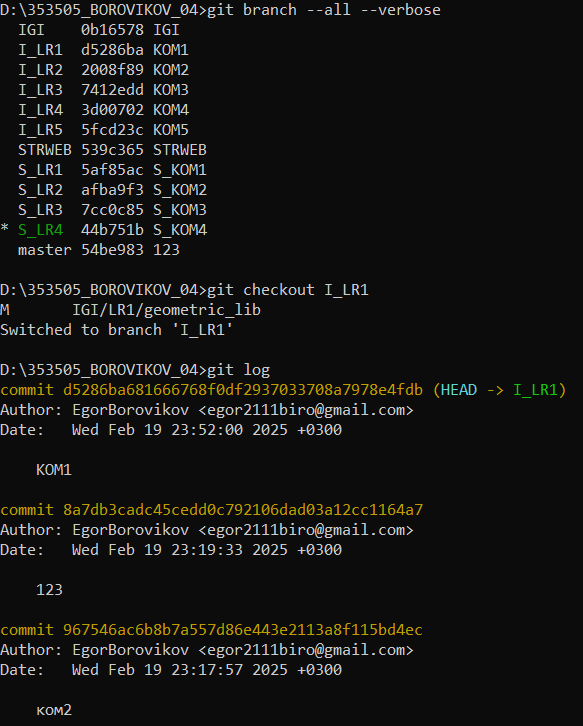 D:\353505_BOROVIKOV_04>git branch --all --verbose
IGI 0b16578 IGI
I_LR1 d5286ba KOM1
I_LR2 2008f89 KOM2
I_LR3 7412edd KOM3
I_LR4 3d00702 KOM4
I_LR5 5fcd23c KOM5
STRWEB 539c365 STRWEB
S_LR1 5af85ac S_KOM1
S_LR2 afba9f3 S_KOM2
S_LR3 7cc0c85 S_KOM3
* S_LR4 44b751b S_KOM4
master 54be983 123
D:\353505_BOROVIKOV_04>git checkout I_LR1
M IGI/LR1/geometric_lib
Switched to branch 'I_LR1'
D:\353505_BOROVIKOV_04>git log
commit d5286ba681666768f0df2937033708a7978e4fdb (HEAD -> I_LR1)
Author: EgorBorovikov <egor2111biro@gmail.com>
Date: Wed Feb 19 23:52:00 2025 +0300
KOM1
commit 8a7db3cadc45cedd0c792106dad03a12cc1164a7
Author: EgorBorovikov <egor2111biro@gmail.com>
Date: Wed Feb 19 23:19:33 2025 +0300
123
commit 967546ac6b8b7a557d86e443e2113a8f115bd4ec
Author: EgorBorovikov <egor2111biro@gmail.com>
Date: Wed Feb 19 23:17:57 2025 +0300
ком2